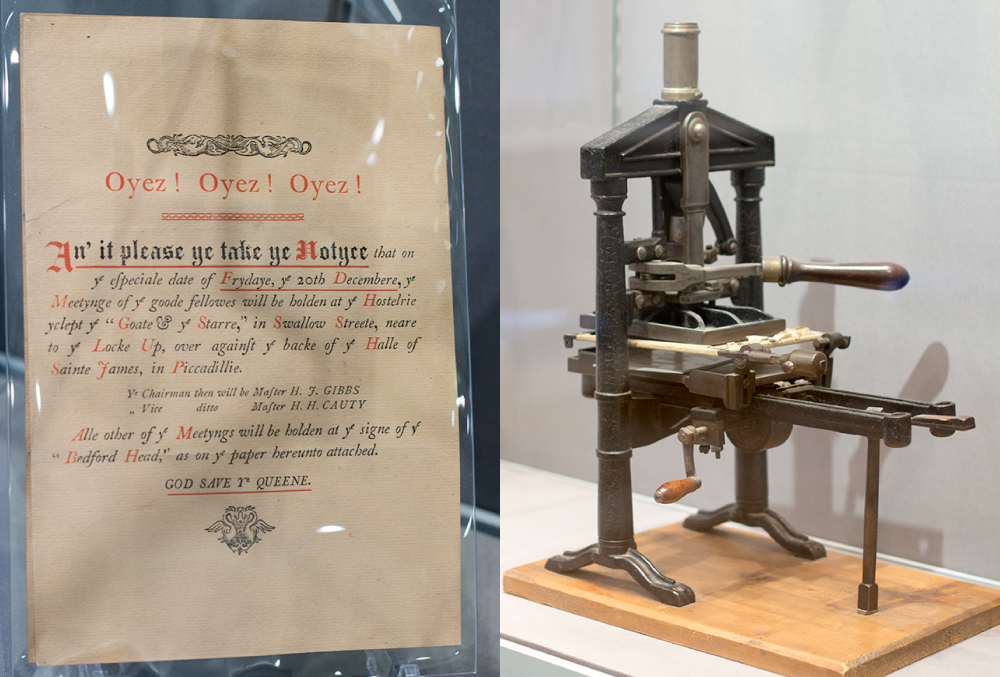 Oyez ! Oyez ! Oyez !
An' it please ye take ye Notyce that on
yᵉ eſpeciale date of Frydaye, yᵉ 20th Decembere, yᵉ
Meetynge of yᵉ goode fellowes will be holden at yᵉ Hostelrie
yclept yᵉ “ Goate & yᵉ Starre,” in Swallow Streete, neare
to yᵉ Locke Up, over againſt yᵉ backe of yᵉ Halle of
Sainte James, in Piccadillie.
Yᵉ Chairman then will be Maſter H. J. GIBBS
„ Vice ditto Maſter H. H. CAUTY
Alle other of yᵉ Meetyngs will be holden at yᵉ signe of yᵉ
“ Bedford Head,” as on yᵉ paper hereunto attached.
GOD SAVE Yᵉ QUEENE.